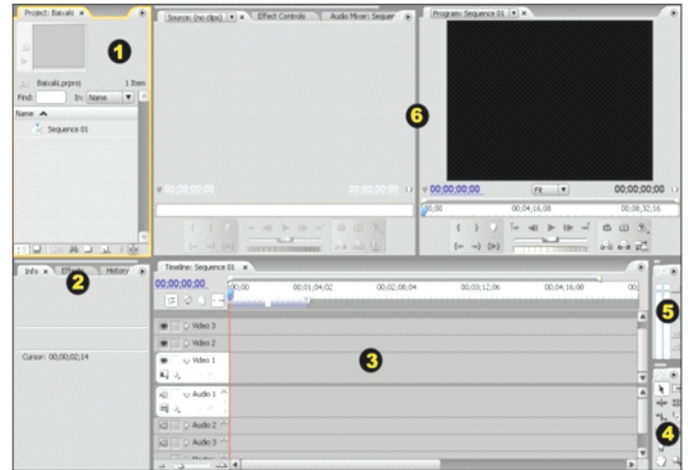 Project: Baixals
1
Baixals.prproj
1 Item
Find:
In: Name
Name
Sequence 01
Source: (no clips)
Effect Controls
Audio Mixer: Sequer
00;00;00;00
00;00;00;00
6
Program: Sequence 01
00;00;00;00
Fit
00;00;00;00
00;00
00;04;16;08
00;08;32;16
Info
Effects
History
2
Cursor: 00;00;02;14
Timeline: Sequence 01
00;00;00;00
00;00
00;01;04;02
00;02;08;04
00;03;12;06
00;04;16;08
00;
Video 3
Video 2
Video 1
3
Audio 1
Audio 2
Audio 3
5
4